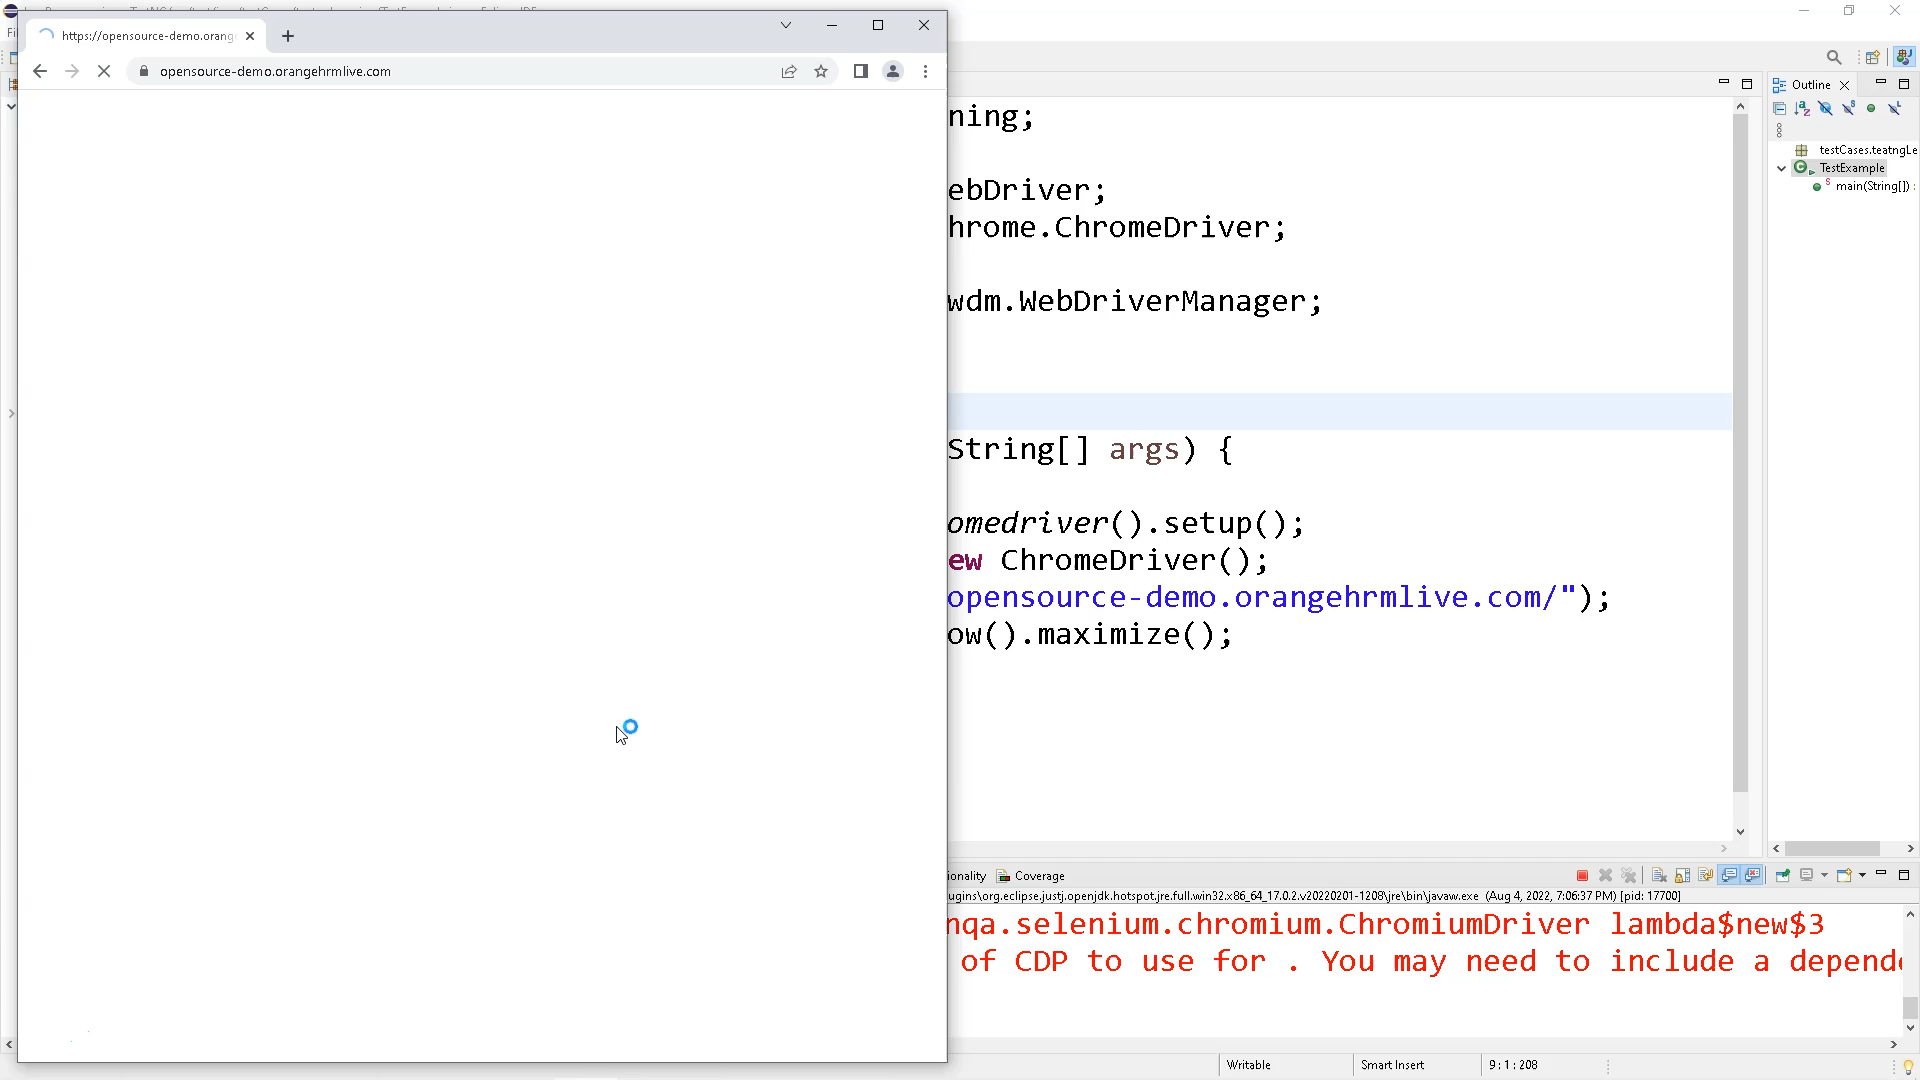 https://opensource-demo.orang
opensource-demo.orangehrmlive.com
Outline
ning;
testCases.teatngLe
TestExample
main(String[]) :
ebDriver;
hrome.ChromeDriver;
wdm.WebDriverManager;
String[] args) {
omedriver().setup();
ew ChromeDriver();
opensource-demo.orangehrmlive.com/");
ow().maximize();
ionality
Coverage
ugins\org.eclipse.justj.openjdk.hotspot.jre.full.win32.x86_64_17.0.2.v20220201-1208\jre\bin\javaw.exe (Aug 4, 2022, 7:06:37 PM) [pid: 17700]
nqa.selenium.chromium.ChromiumDriver lambda$new$3
of CDP to use for . You may need to include a depende
Writable
Smart Insert
9 : 1 : 208